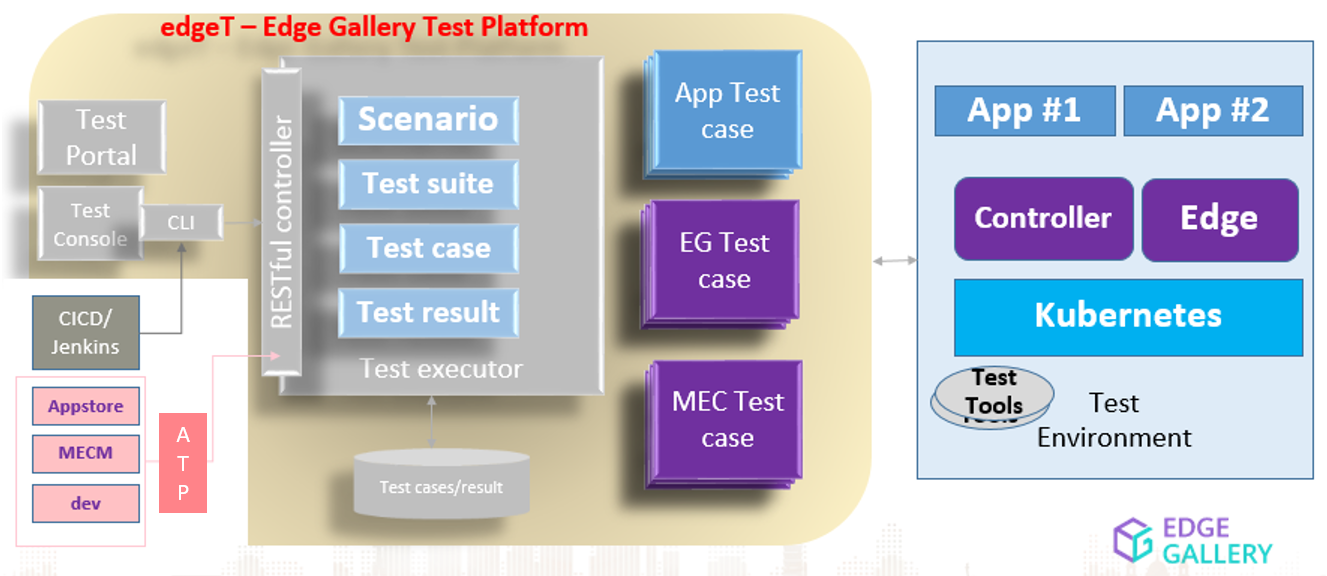 edgeT – Edge Gallery Test Platform
Test
Portal
Test
Console
CLI
CICD/
Jenkins
Appstore
MECM
dev
A
T
P
RESTful controller
Scenario
Test suite
Test case
Test result
Test executor
Test cases/result
App Test
case
EG Test
case
MEC Test
case
App #1
App #2
Controller
Edge
Kubernetes
Test
Tools
Test
Environment
EDGE
GALLERY